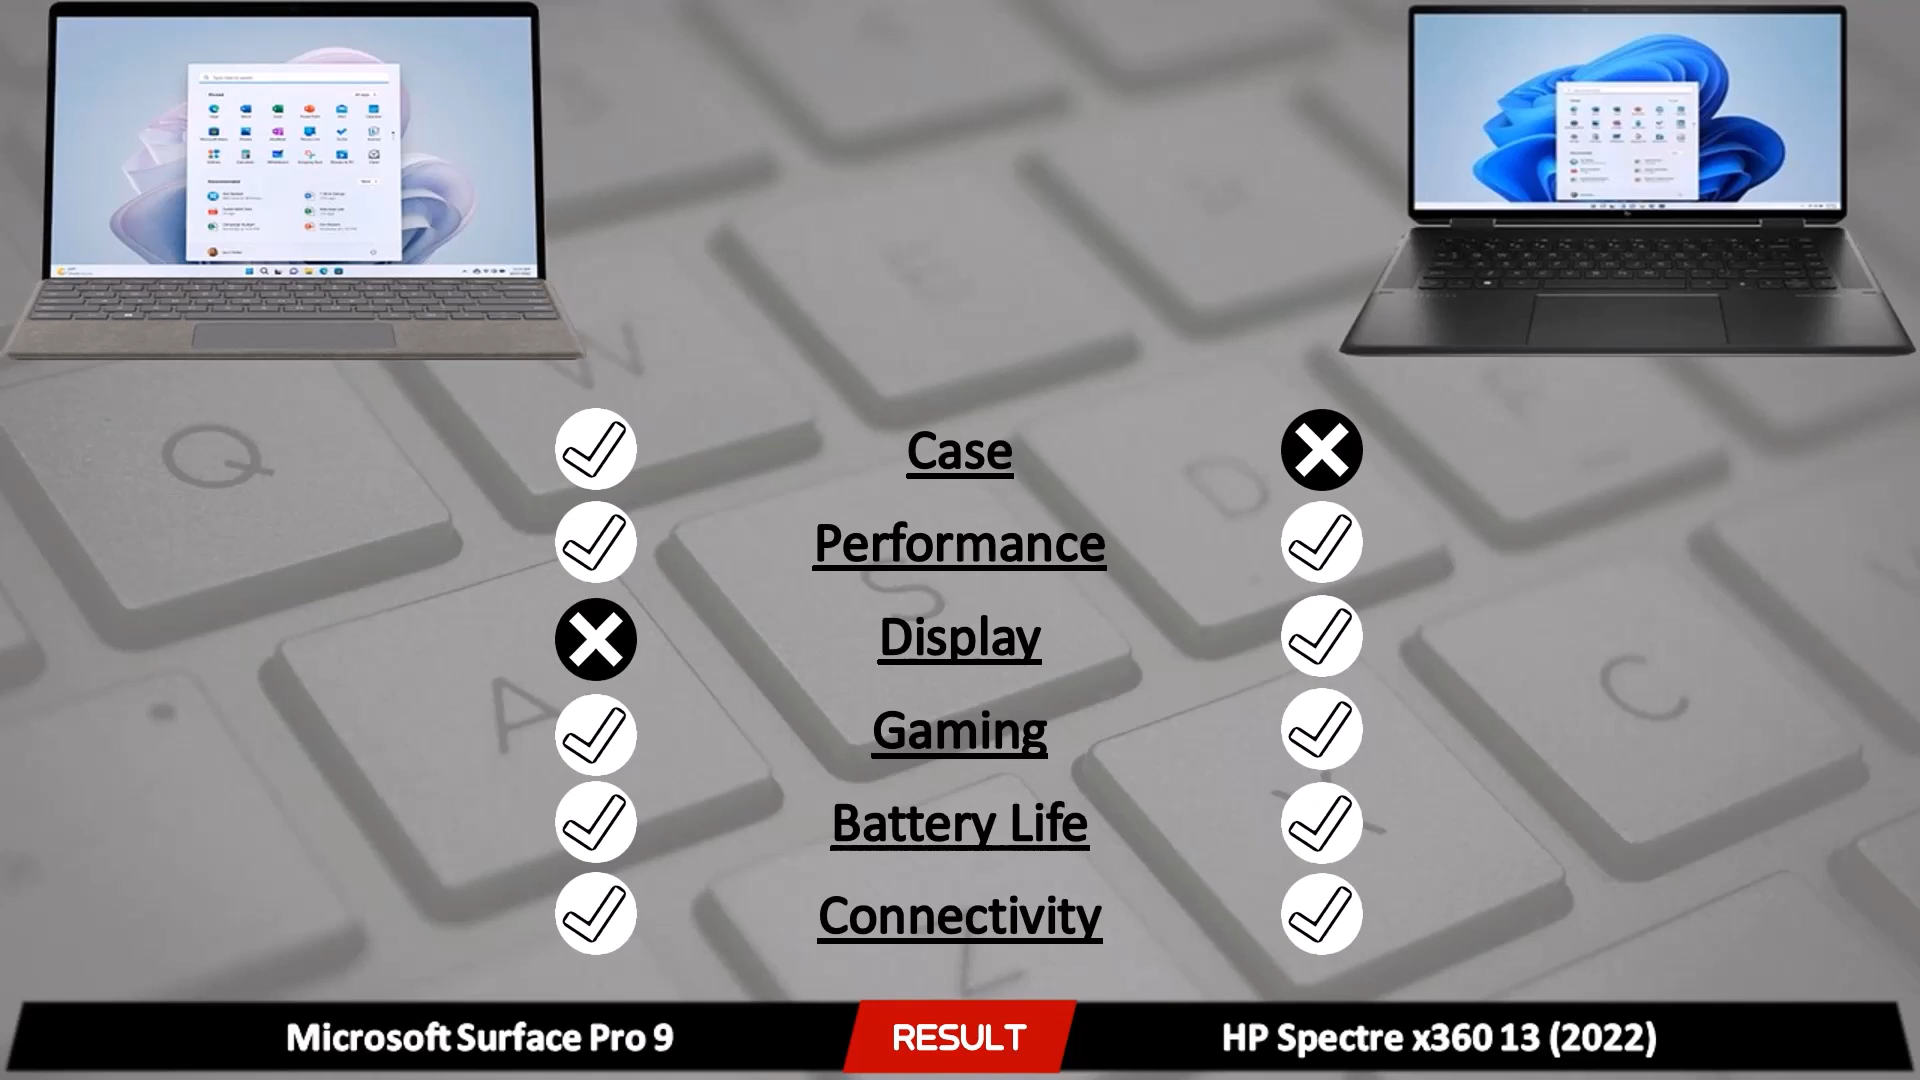 Case
Performance
Display
Gaming
Battery Life
Connectivity
Microsoft Surface Pro 9
RESULT
HP Spectre x360 13 (2022)